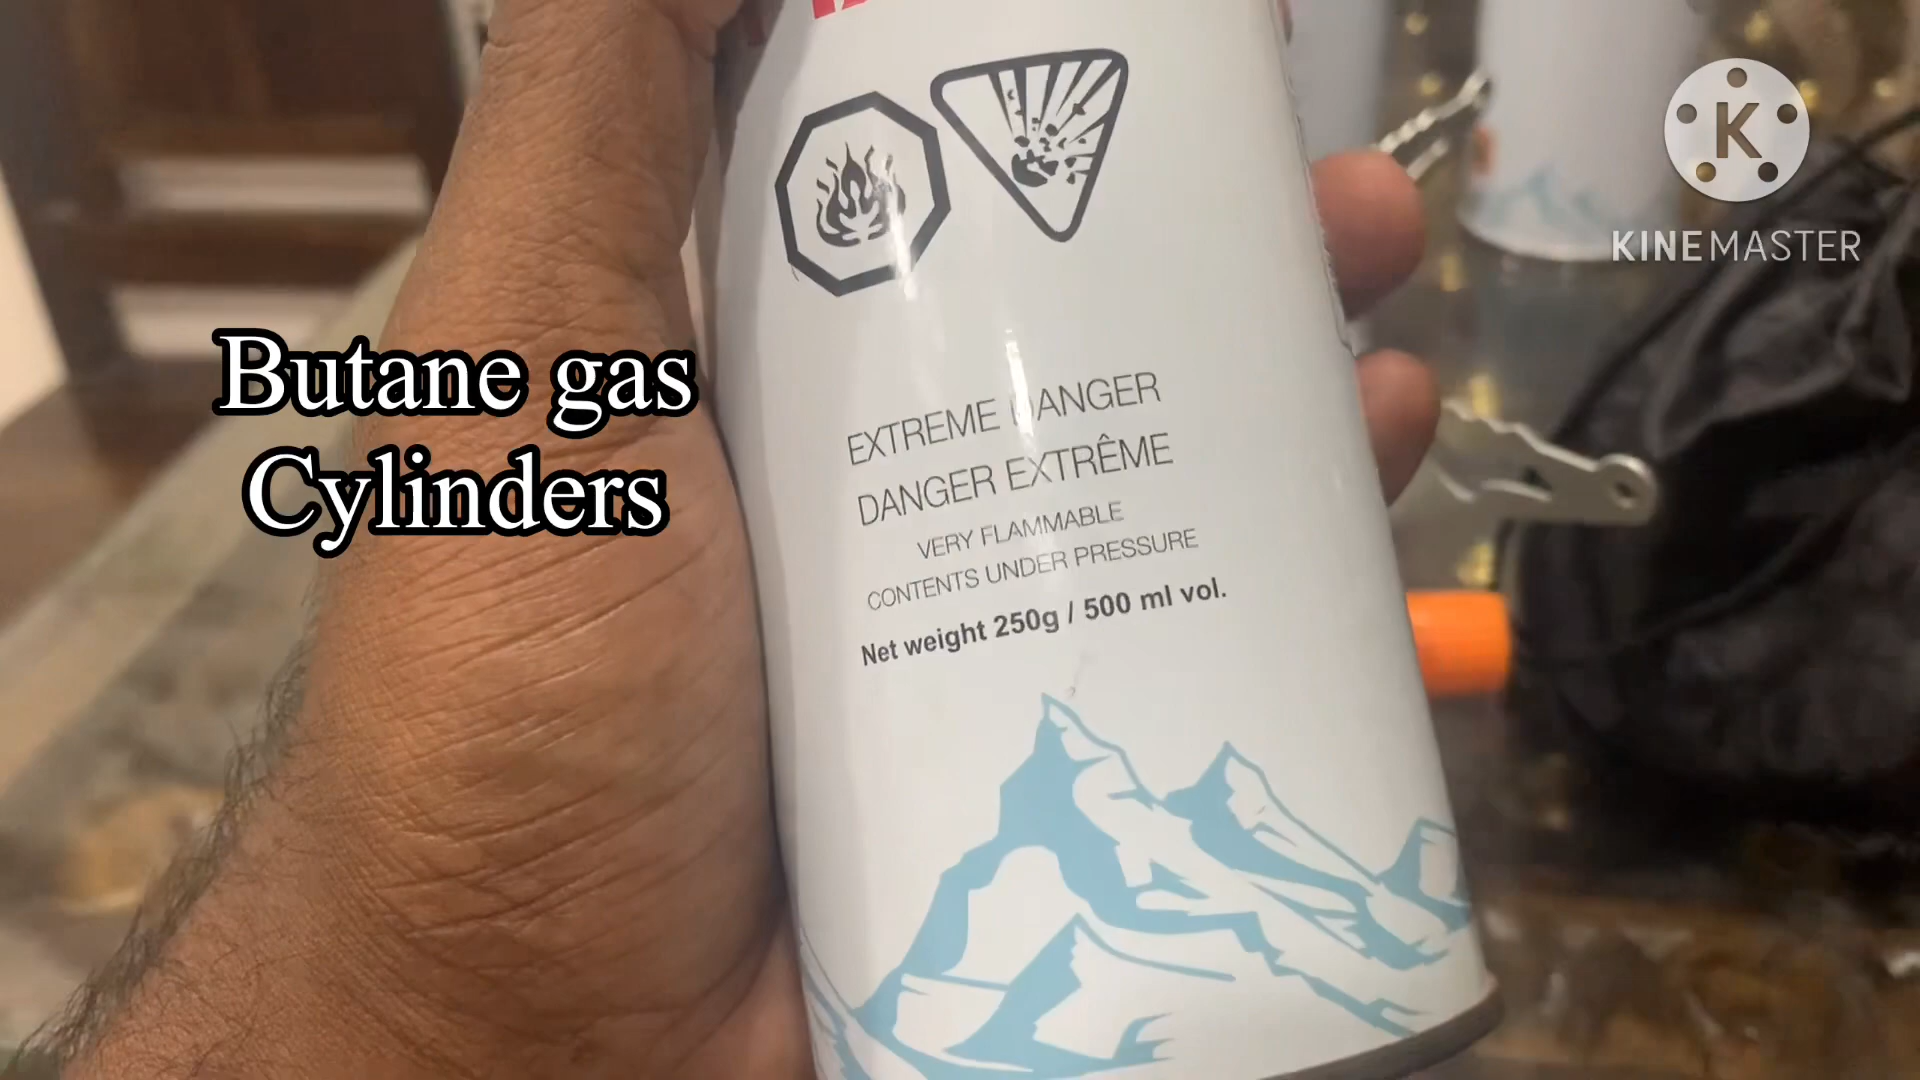 Butane gas
Cylinders
EXTREME DANGER
DANGER EXTRÊME
VERY FLAMMABLE
CONTENTS UNDER PRESSURE
Net weight 250g / 500 ml vol.
K
KINEMASTER